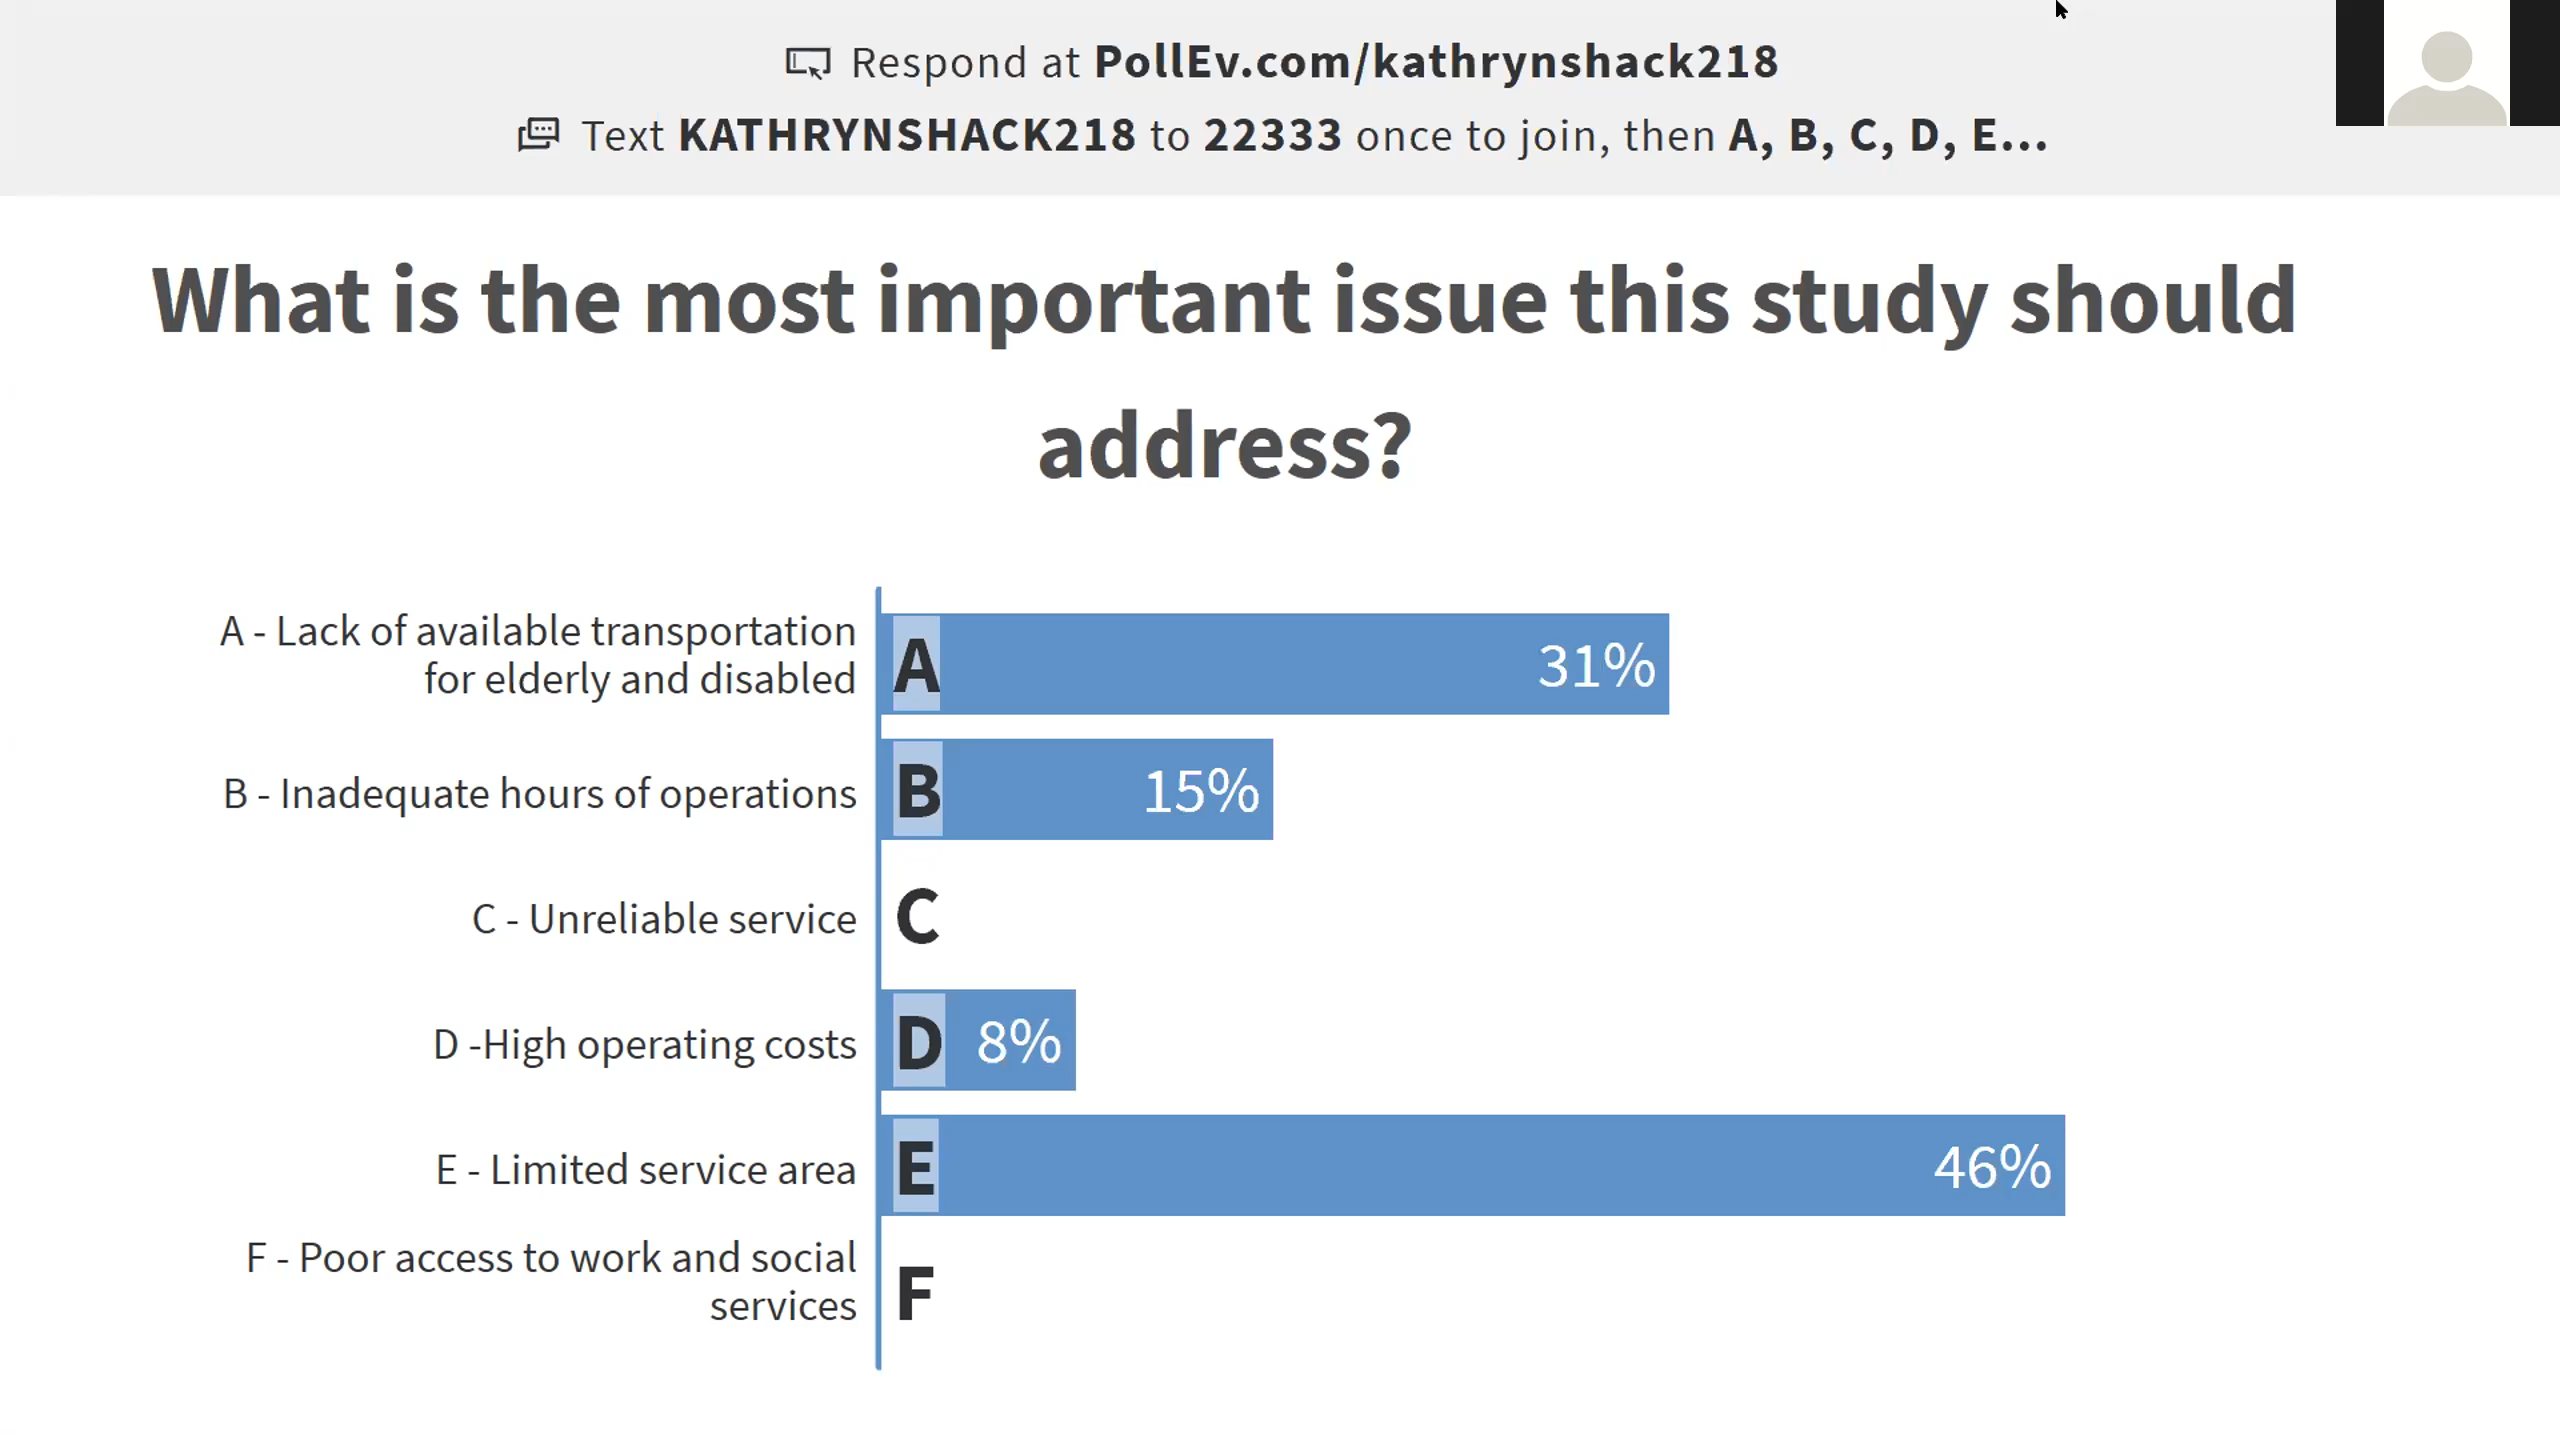 Respond at PollEv.com/kathrynshack218
Text KATHRYNSHACK218 to 22333 once to join, then A, B, C, D, E...
What is the most important issue this study should
address?
A - Lack of available transportation
for elderly and disabled
A
31%
B - Inadequate hours of operations
B
15%
C - Unreliable service
C
D -High operating costs
D
8%
E - Limited service area
E
46%
F - Poor access to work and social
services
F